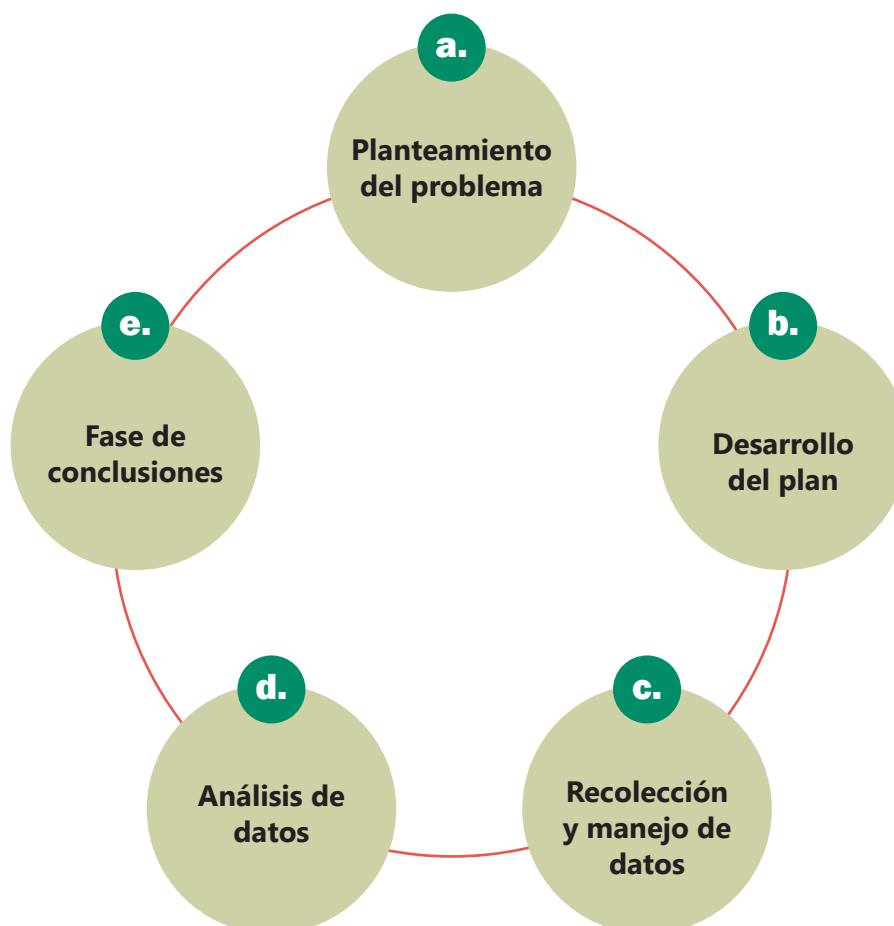 a.
Planteamiento
del problema
b.
Desarrollo
del plan
c.
Recolección
y manejo de
datos
d.
Análisis de
datos
e.
Fase de
conclusiones